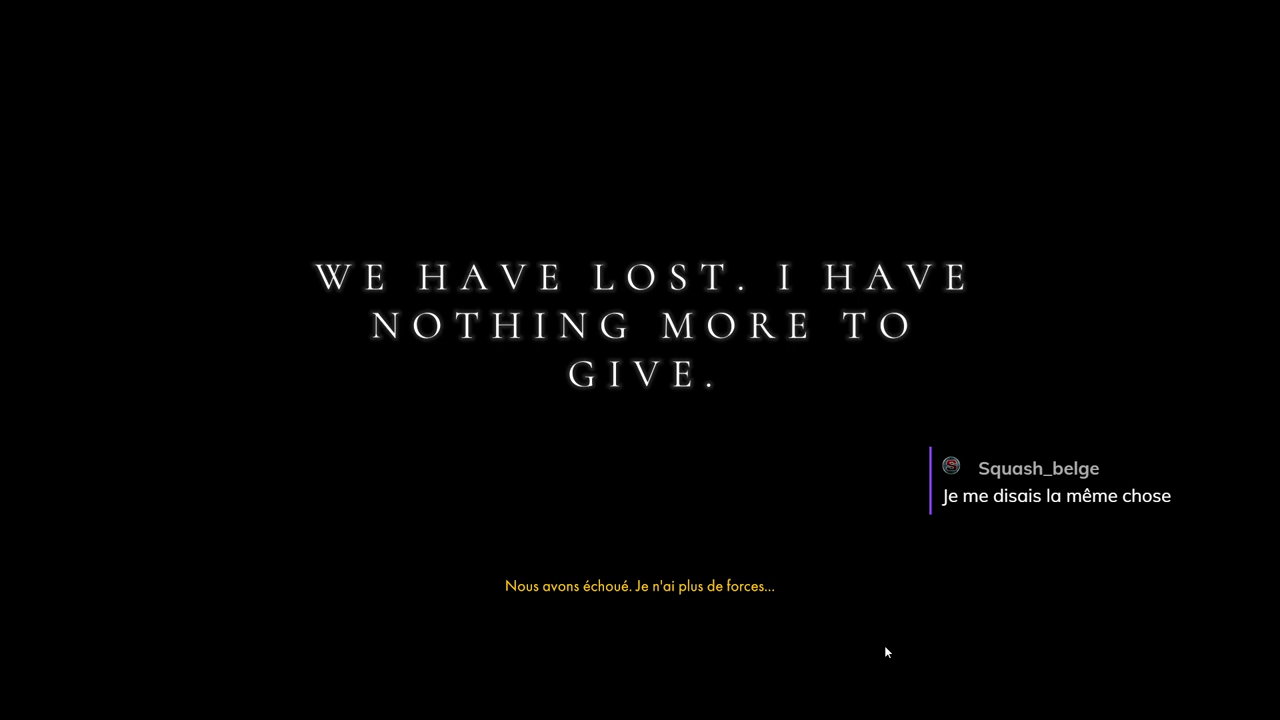 WE HAVE LOST. I HAVE
NOTHING MORE TO
GIVE.
Squash_belge
Je me disais la même chose
Nous avons échoué. Je n'ai plus de forces...